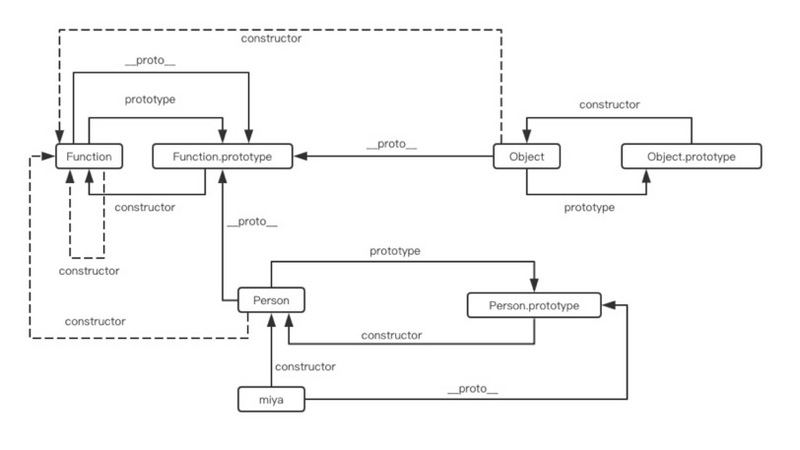 constructor
__proto__
prototype
constructor
Function
Function.prototype
__proto__
Object
Object.prototype
constructor
prototype
__proto__
constructor
prototype
Person
Person.prototype
constructor
constructor
constructor
__proto__
miya